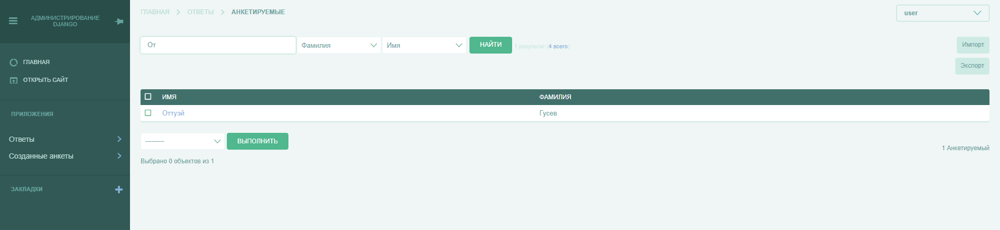 АДМИНИСТРИРОВАНИЕ
DJANGO
ГЛАВНАЯ
ОТКРЫТЬ САЙТ
ПРИЛОЖЕНИЯ
Ответы
Созданные анкеты
ЗАКЛАДКИ
ГЛАВНАЯ ОТВЕТЫ АНКЕТИРУЕМЫЕ
user
От Фамилия Имя НАЙТИ 1 результат (4 всего)
Импорт
Экспорт
ИМЯ ФАМИЛИЯ
Оттуэй Гусев
--------- ВЫПОЛНИТЬ
1 Анкетируемый
Выбрано 0 объектов из 1